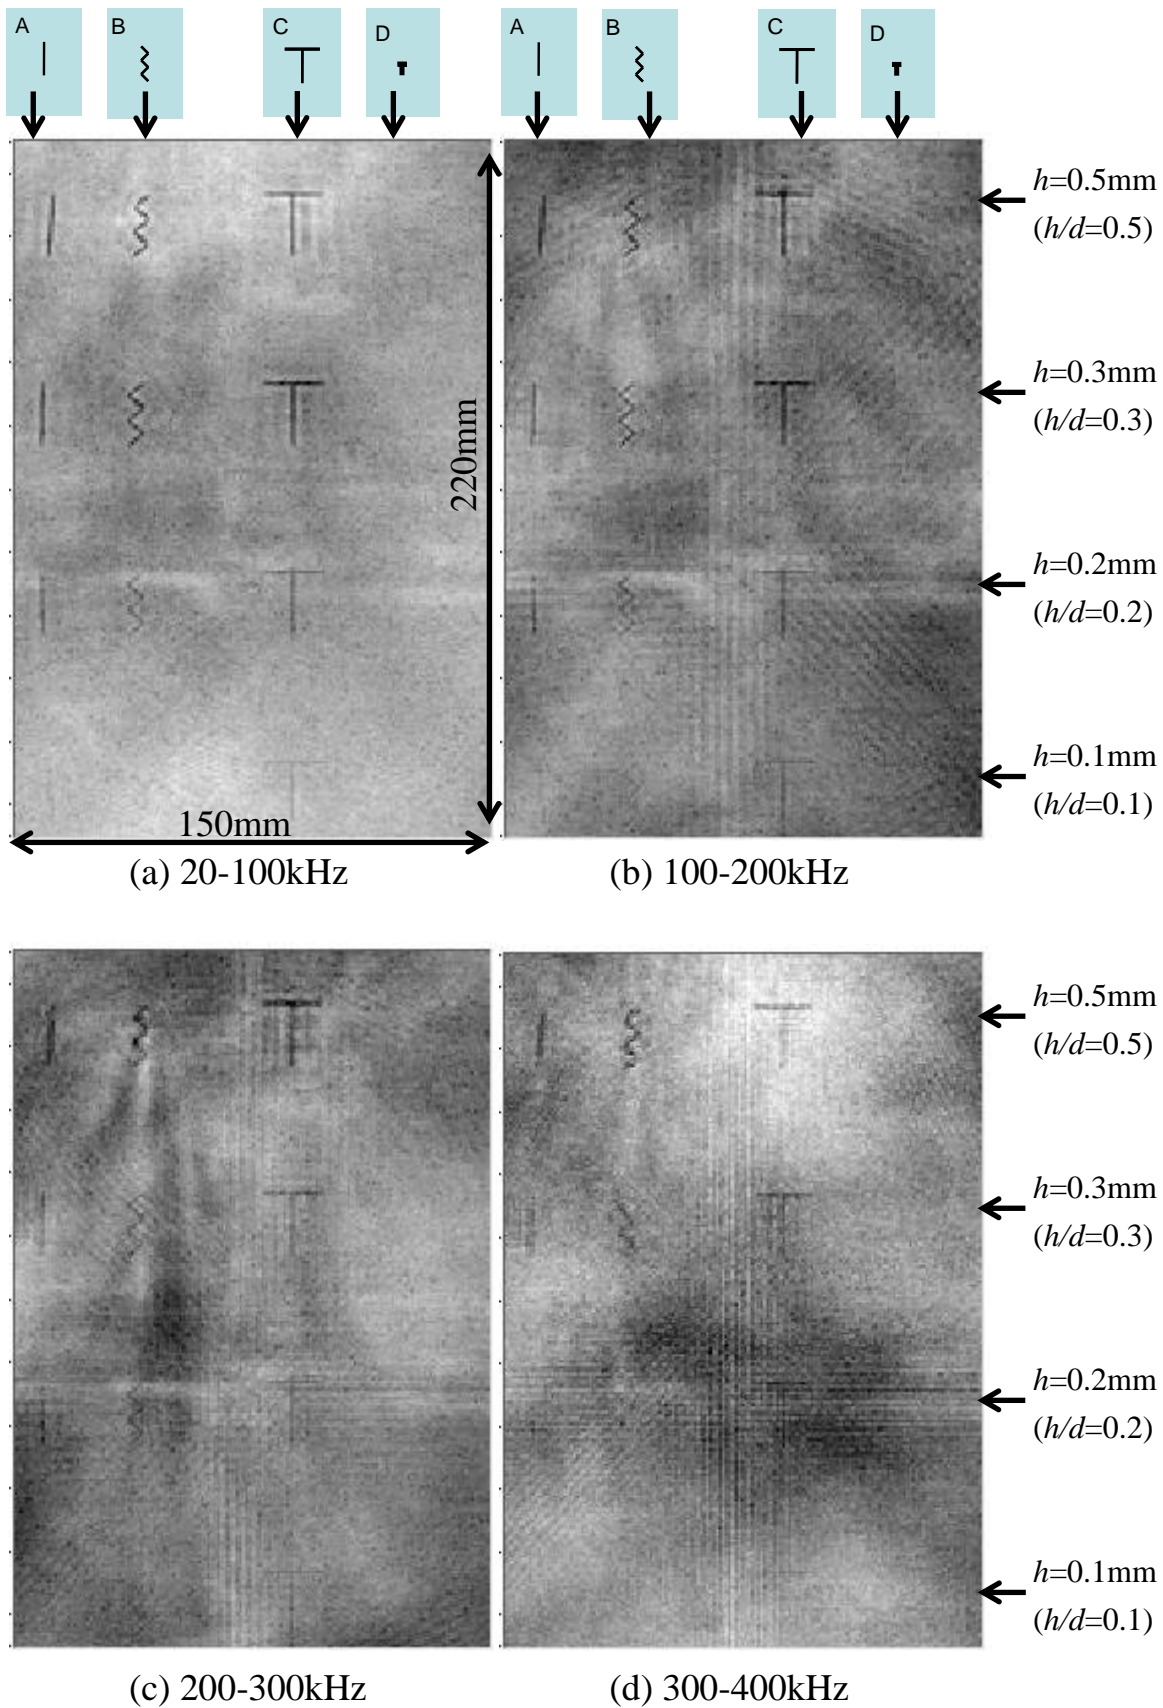 A B C D A B C D
h=0.5mm
(h/d=0.5)
h=0.3mm
(h/d=0.3)
220mm
h=0.2mm
(h/d=0.2)
h=0.1mm
(h/d=0.1)
150mm
(a) 20-100kHz (b) 100-200kHz
h=0.5mm
(h/d=0.5)
h=0.3mm
(h/d=0.3)
h=0.2mm
(h/d=0.2)
h=0.1mm
(h/d=0.1)
(c) 200-300kHz (d) 300-400kHz